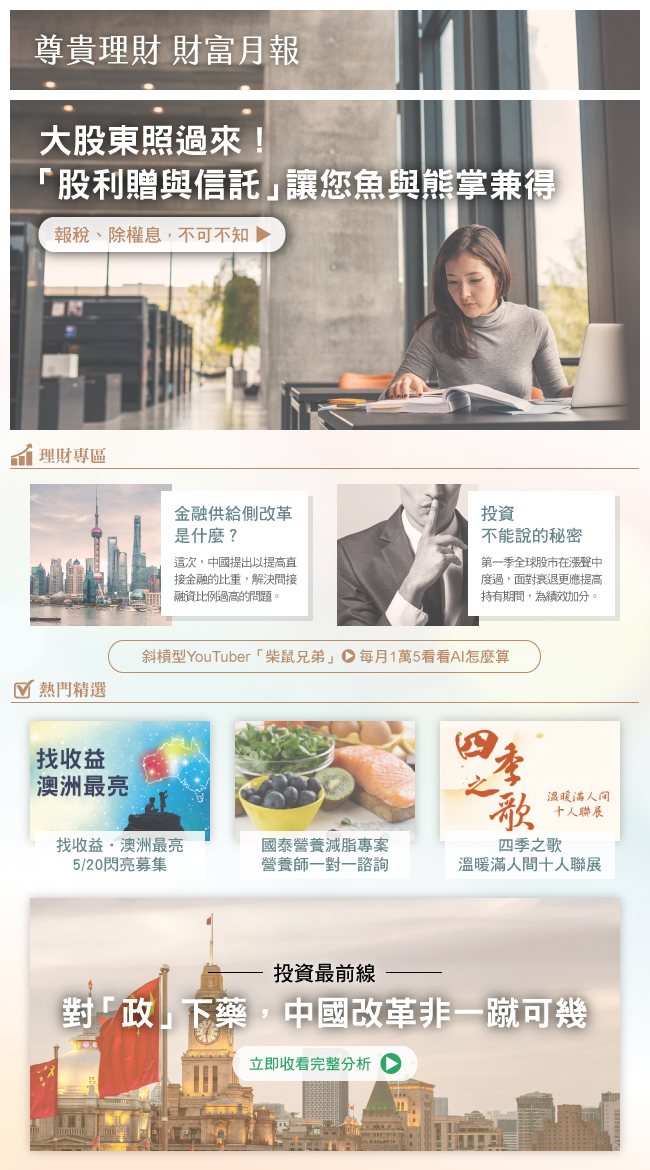 尊貴理財 財富月報
大股東照過來！
「股利贈與信託」讓您魚與熊掌兼得
報稅、除權息，不可不知
理財專區
金融供給側改革
是什麼？
這次，中國提出以提高直
接金融的比重，解決間接
融資比例過高的問題。
投資
不能說的秘密
第一季全球股市在漲聲中
度過，面對衰退更應提高
持有期間，為績效加分。
斜槓型YouTuber「柴鼠兄弟」每月1萬5看看AI怎麼算
熱門精選
找收益
澳洲最亮
找收益・澳洲最亮
5/20閃亮募集
國泰營養減脂專案
營養師一對一諮詢
四季之歌
溫暖滿人間
十人聯展
四季之歌
溫暖滿人間十人聯展
投資最前線
對「政」下藥，中國改革非一蹴可幾
立即收看完整分析